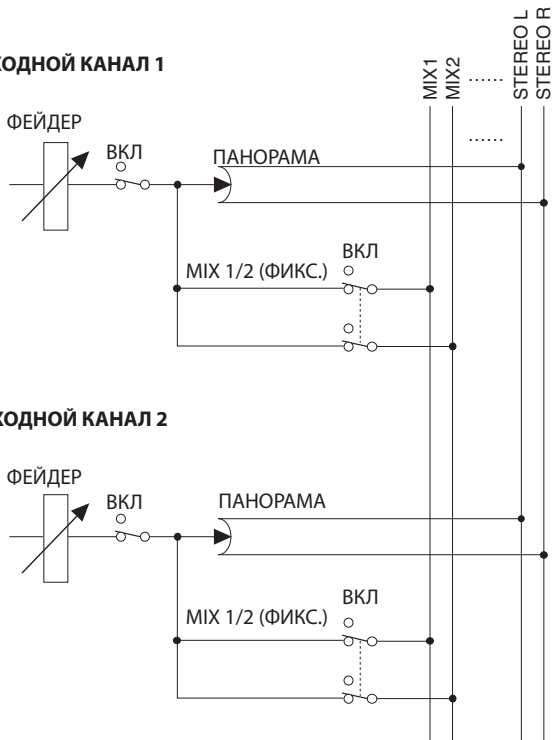 ХОДНОЙ КАНАЛ 1
MIX1
MIX2
......
STEREO L
STEREO R
......
ФЕЙДЕР
ВКЛ
ПАНОРАМА
ВКЛ
MIX 1/2 (ФИКС.)
ХОДНОЙ КАНАЛ 2
ФЕЙДЕР
ВКЛ
ПАНОРАМА
ВКЛ
MIX 1/2 (ФИКС.)